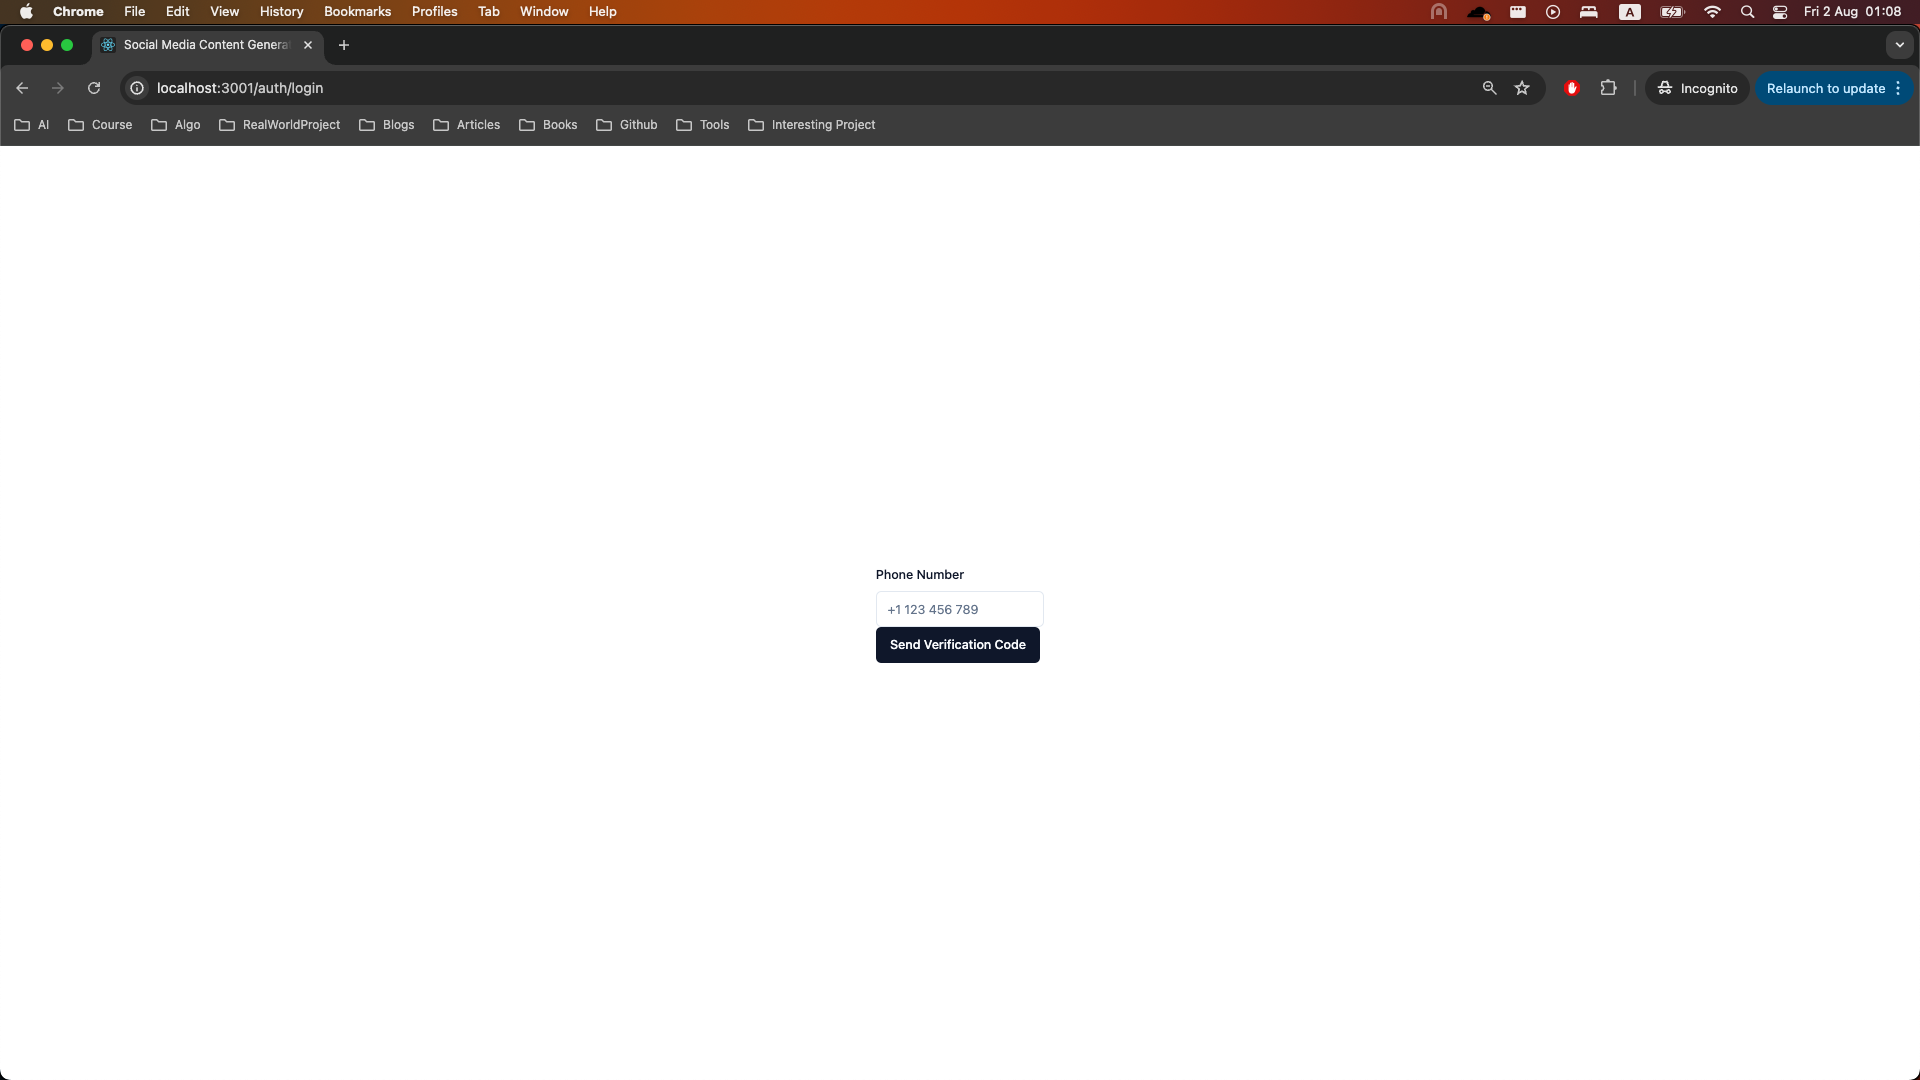 Chrome File Edit View History Bookmarks Profiles Tab Window Help A Fri 2 Aug 01:08
Social Media Content Genera
localhost:3001/auth/login Incognito Relaunch to update
AI Course Algo RealWorldProject Blogs Articles Books Github Tools Interesting Project
Phone Number
+1 123 456 789
Send Verification Code